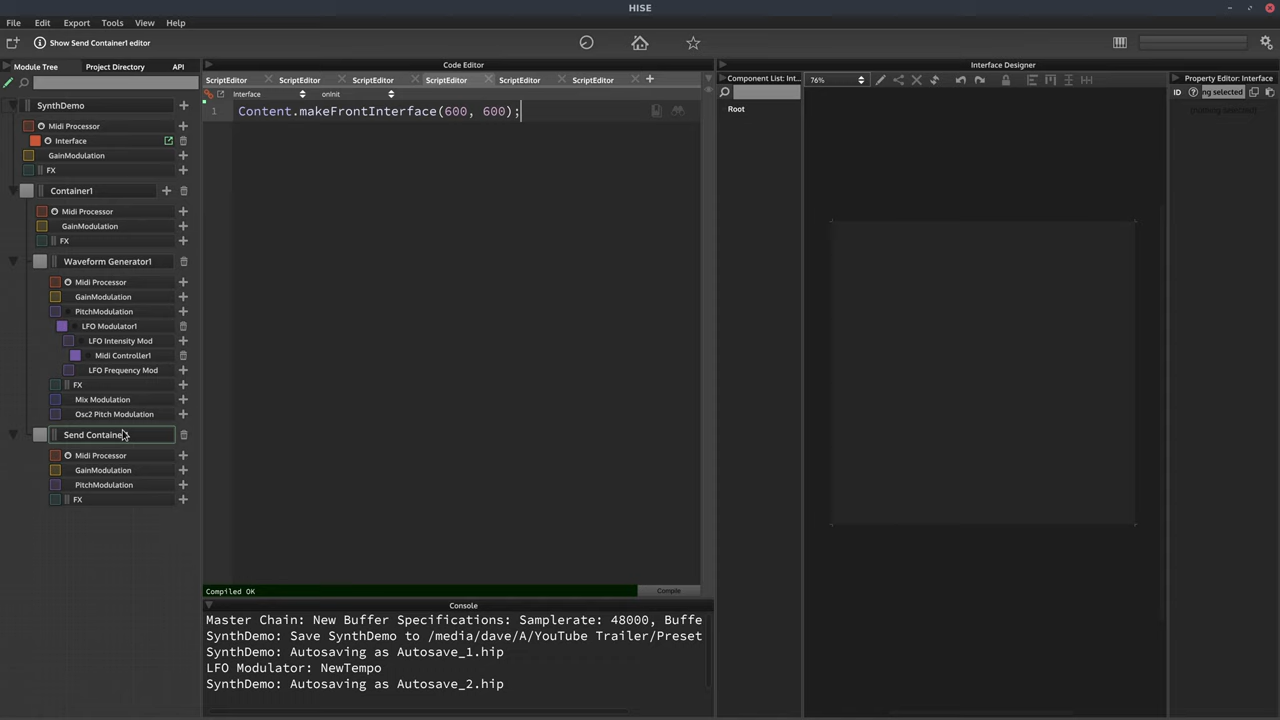 HISE
File Edit Export Tools View Help
Show Send Container1 editor
Module Tree Project Directory API
SynthDemo
Midi Processor
Interface
GainModulation
FX
Container1
Midi Processor
GainModulation
FX
Waveform Generator1
Midi Processor
GainModulation
PitchModulation
LFO Modulator1
LFO Intensity Mod
Midi Controller1
LFO Frequency Mod
FX
Mix Modulation
Osc2 Pitch Modulation
Send Container1
Midi Processor
GainModulation
PitchModulation
FX
Code Editor
ScriptEditor ScriptEditor ScriptEditor ScriptEditor ScriptEditor ScriptEditor
Interface onInit
1 Content.makeFrontInterface(600, 600);
Compiled OK Compile
Console
Master Chain: New Buffer Specifications: Samplerate: 48000, Buffe
SynthDemo: Save SynthDemo to /media/dave/A/YouTube Trailer/Preset
SynthDemo: Autosaving as Autosave_1.hip
LFO Modulator: NewTempo
SynthDemo: Autosaving as Autosave_2.hip
Component List: Int...
Root
Interface Designer
76%
Property Editor: Interface
ID ng selected